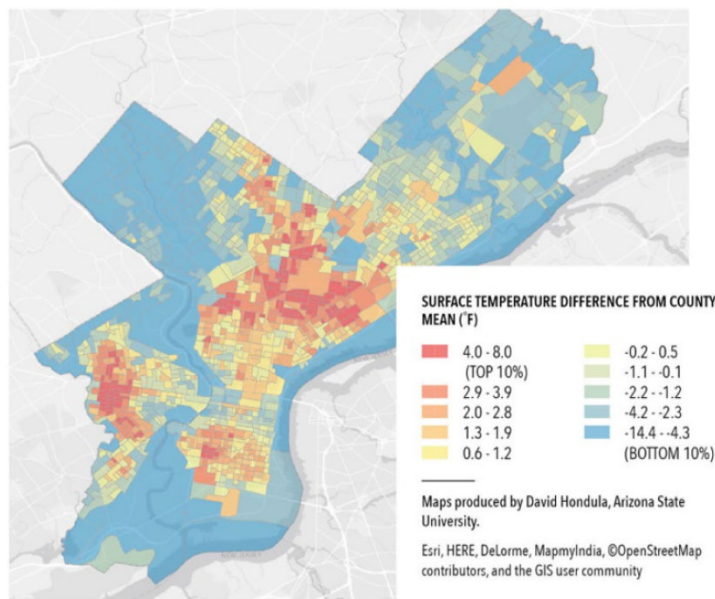 SURFACE TEMPERATURE DIFFERENCE FROM COUNTY
MEAN (°F)
4.0 - 8.0
(TOP 10%)
2.9 - 3.9
2.0 - 2.8
1.3 - 1.9
0.6 - 1.2
-0.2 - 0.5
-1.1 - -0.1
-2.2 - -1.2
-4.2 - -2.3
-14.4 - -4.3
(BOTTOM 10%)
Maps produced by David Hondula, Arizona State
University.
Esri, HERE, DeLorme, MapmyIndia, ©OpenStreetMap
contributors, and the GIS user community